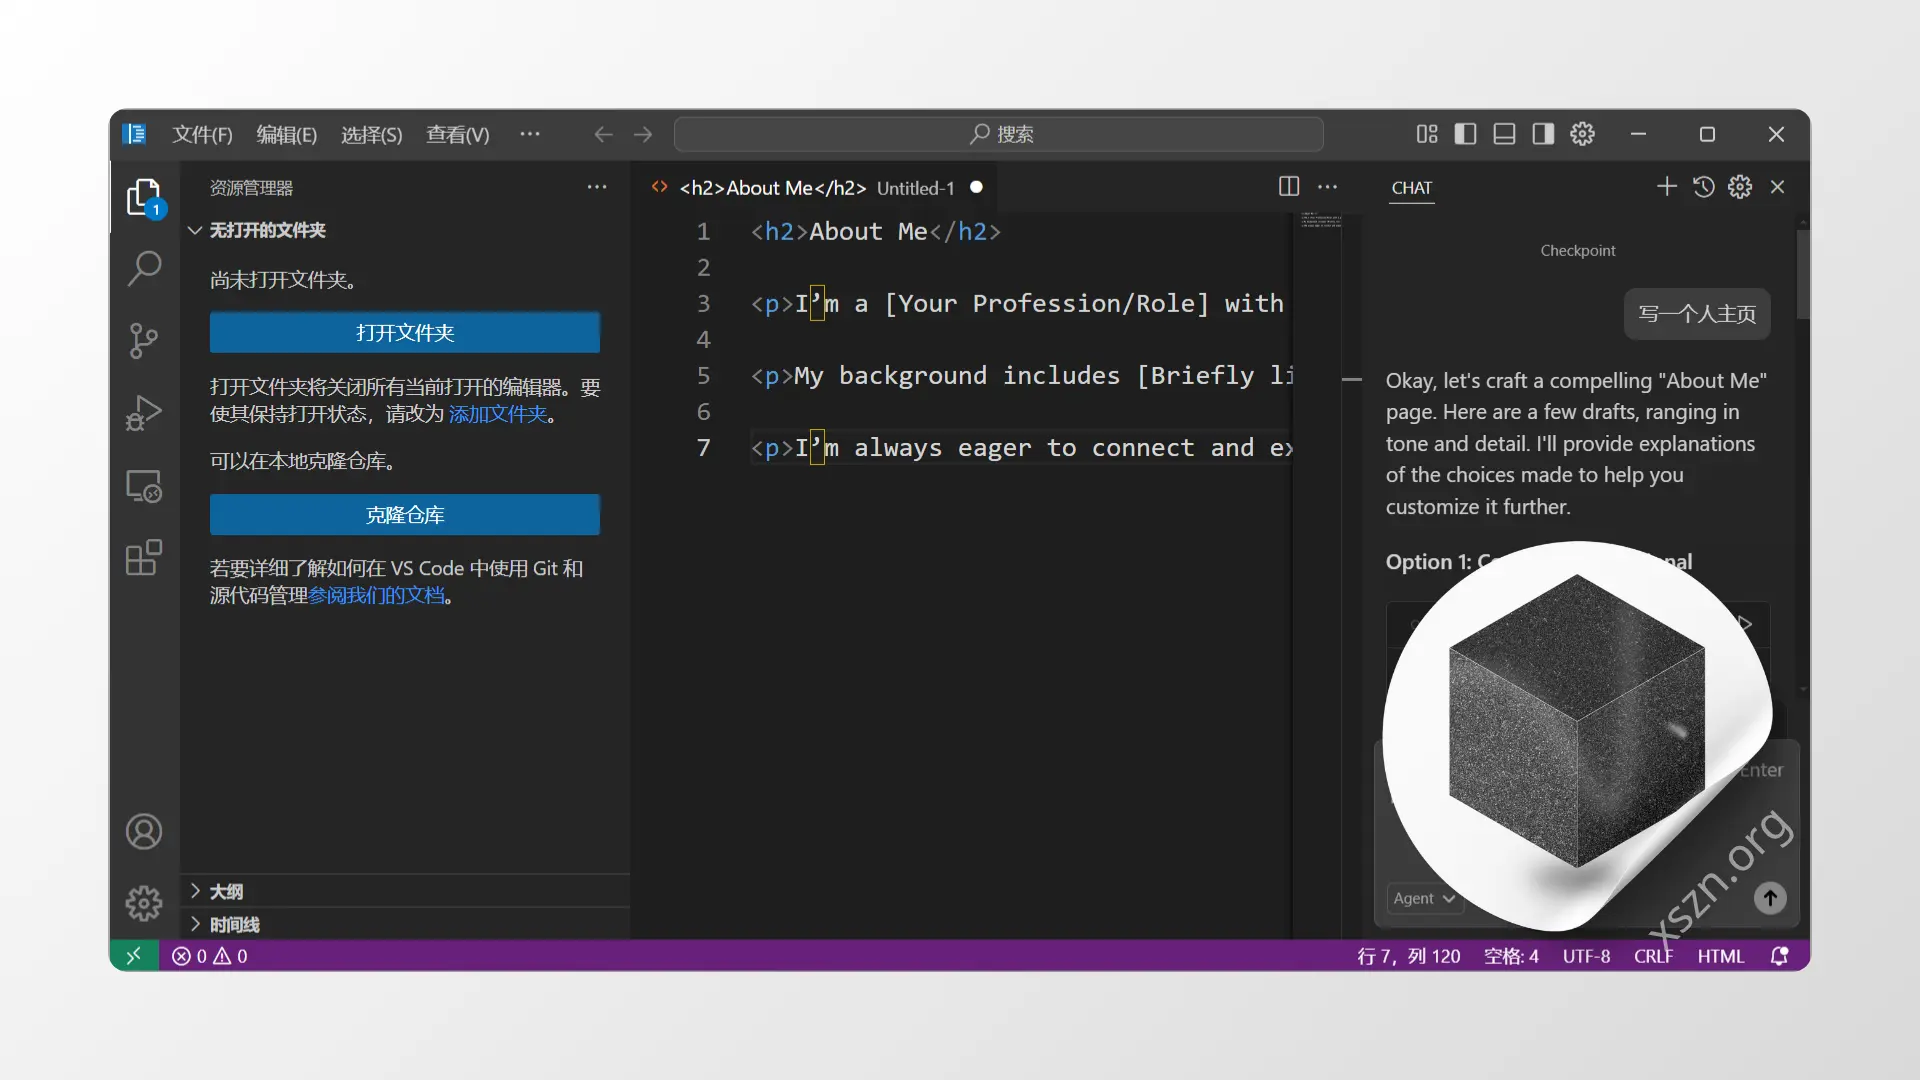 文件(F) 编辑(E) 选择(S) 查看(V) ··· 搜索
资源管理器 ···
1
无打开的文件夹
尚未打开文件夹。
打开文件夹
打开文件夹将关闭所有当前打开的编辑器。要
使其保持打开状态，请改为 添加文件夹。
可以在本地克隆仓库。
克隆仓库
若要详细了解如何在 VS Code 中使用 Git 和
源代码管理参阅我们的文档。
大纲
时间线
<h2>About Me</h2> Untitled-1
1 <h2>About Me</h2>
2
3 <p>I’m a [Your Profession/Role] with
4
5 <p>My background includes [Briefly li
6
7 <p>I’m always eager to connect and ex
CHAT
Checkpoint
写一个人主页
Okay, let's craft a compelling "About Me"
page. Here are a few drafts, ranging in
tone and detail. I'll provide explanations
of the choices made to help you
customize it further.
Option 1:
Enter
Agent
xszn.org
0 0 行 7，列 120 空格: 4 UTF-8 CRLF HTML